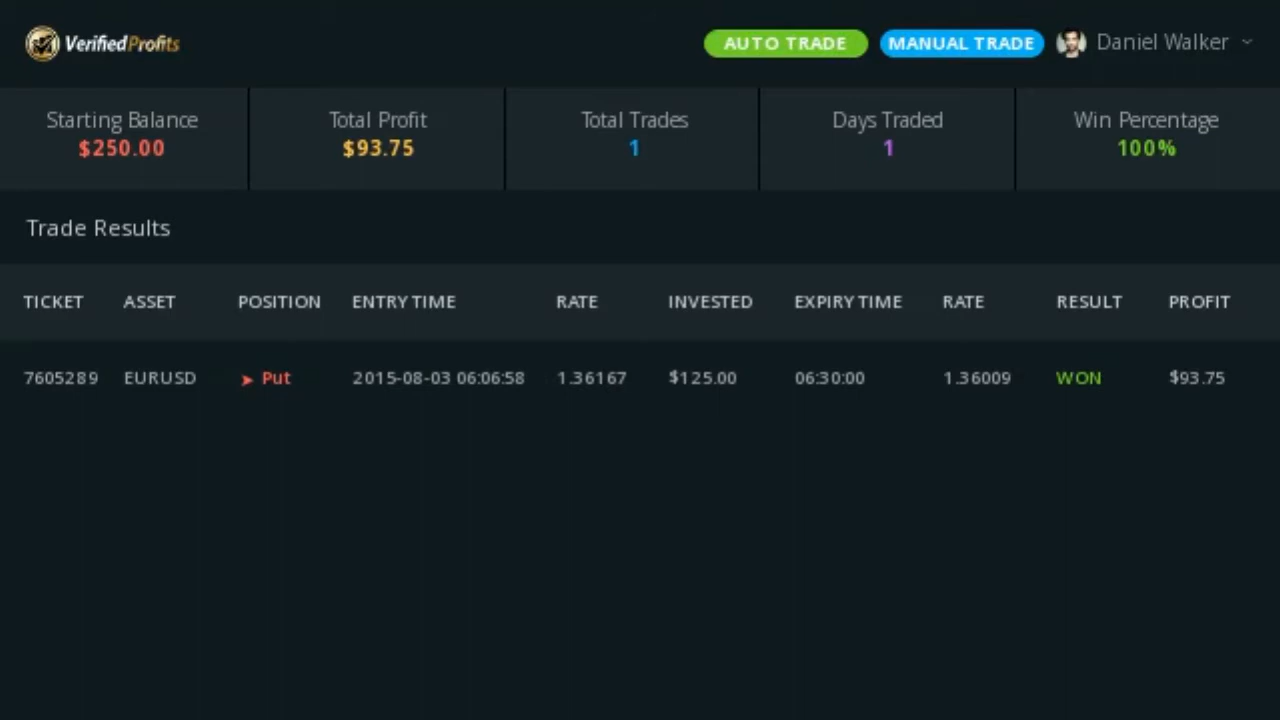 VerifiedProfits AUTO TRADE MANUAL TRADE Daniel Walker
Starting Balance Total Profit Total Trades Days Traded Win Percentage
$250.00 $93.75 1 1 100%
Trade Results
TICKET ASSET POSITION ENTRY TIME RATE INVESTED EXPIRY TIME RATE RESULT PROFIT
7605289 EURUSD Put 2015-08-03 06:06:58 1.36167 $125.00 06:30:00 1.36009 WON $93.75